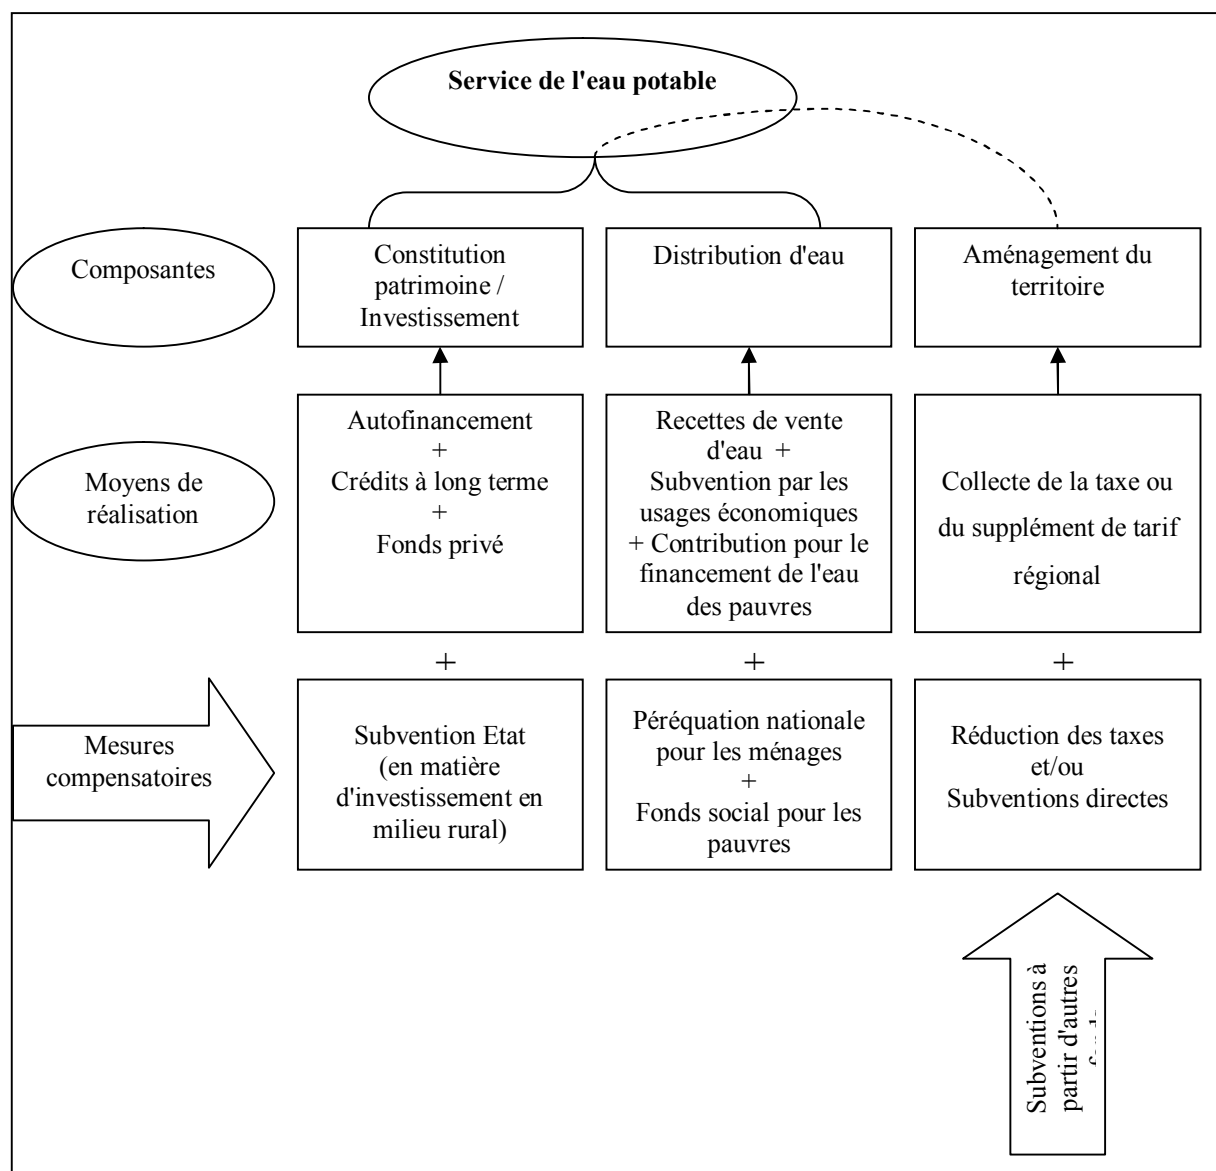 Service de l'eau potable
Composantes
Constitution
patrimoine /
Investissement
Distribution d'eau
Aménagement du
territoire
Moyens de
réalisation
Autofinancement
+
Crédits à long terme
+
Fonds privé
Recettes de vente
d'eau +
Subvention par les
usages économiques
+ Contribution pour le
financement de l'eau
des pauvres
Collecte de la taxe ou
du supplément de tarif
régional
+
+
+
Mesures
compensatoires
Subvention Etat
(en matière
d'investissement en
milieu rural)
Péréquation nationale
pour les ménages
+
Fonds social pour les
pauvres
Réduction des taxes
et/ou
Subventions directes
Subventions à
partir d'autres